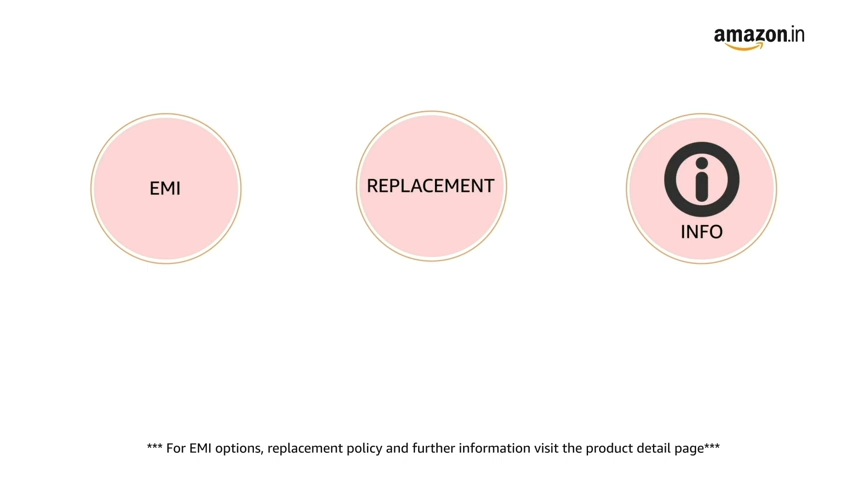 amazon.in
EMI
REPLACEMENT
INFO
*** For EMI options, replacement policy and further information visit the product detail page***